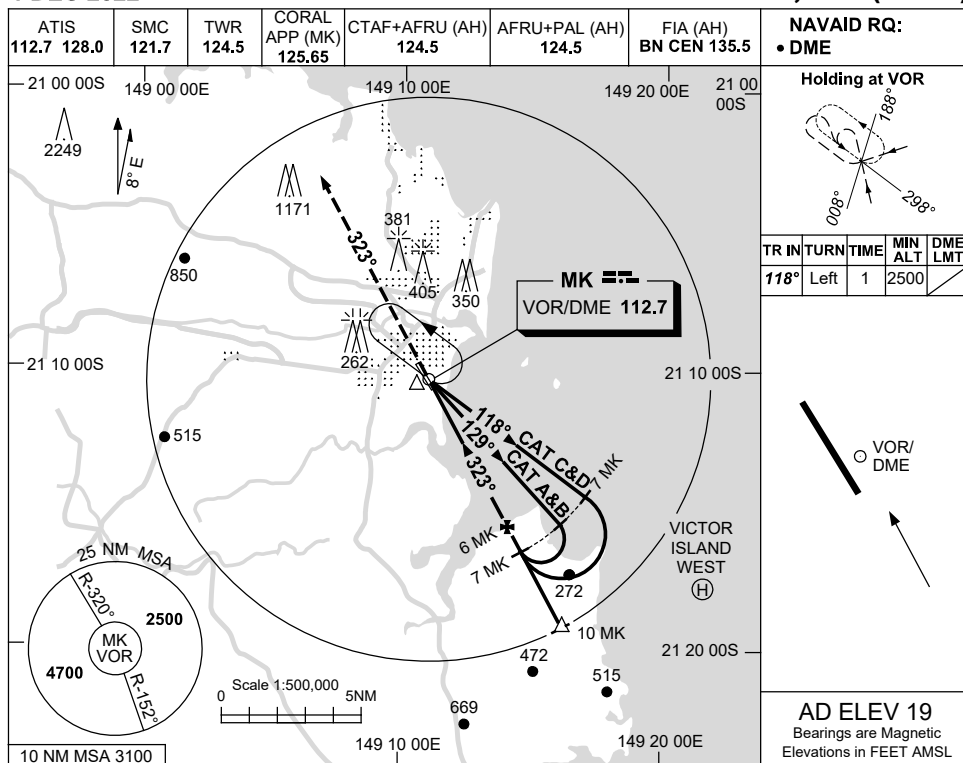 ATIS
112.7 128.0
SMC
121.7
TWR
124.5
CORAL
APP (MK)
125.65
CTAF+AFRU (AH)
124.5
AFRU+PAL (AH)
124.5
FIA (AH)
BN CEN 135.5
NAVAID RQ:
• DME
21 00 00S
149 00 00E
149 10 00E
149 20 00E
21 00
00S
2249
8° E
1171
323°
381
405
350
850
262
MK
VOR/DME 112.7
21 10 00S
21 10 00S
515
118° CAT C&D
129° CAT A&B
323°
7 MK
6 MK
7 MK
272
VICTOR
ISLAND
WEST
H
10 MK
21 20 00S
472
515
669
25 NM MSA
R-320°
2500
MK
VOR
4700
R-152°
Scale 1:500,000
0
5NM
149 10 00E
149 20 00E
10 NM MSA 3100
Holding at VOR
188°
008°
298°
TR IN TURN TIME MIN ALT DME LMT
118° Left 1 2500
VOR/
DME
AD ELEV 19
Bearings are Magnetic
Elevations in FEET AMSL